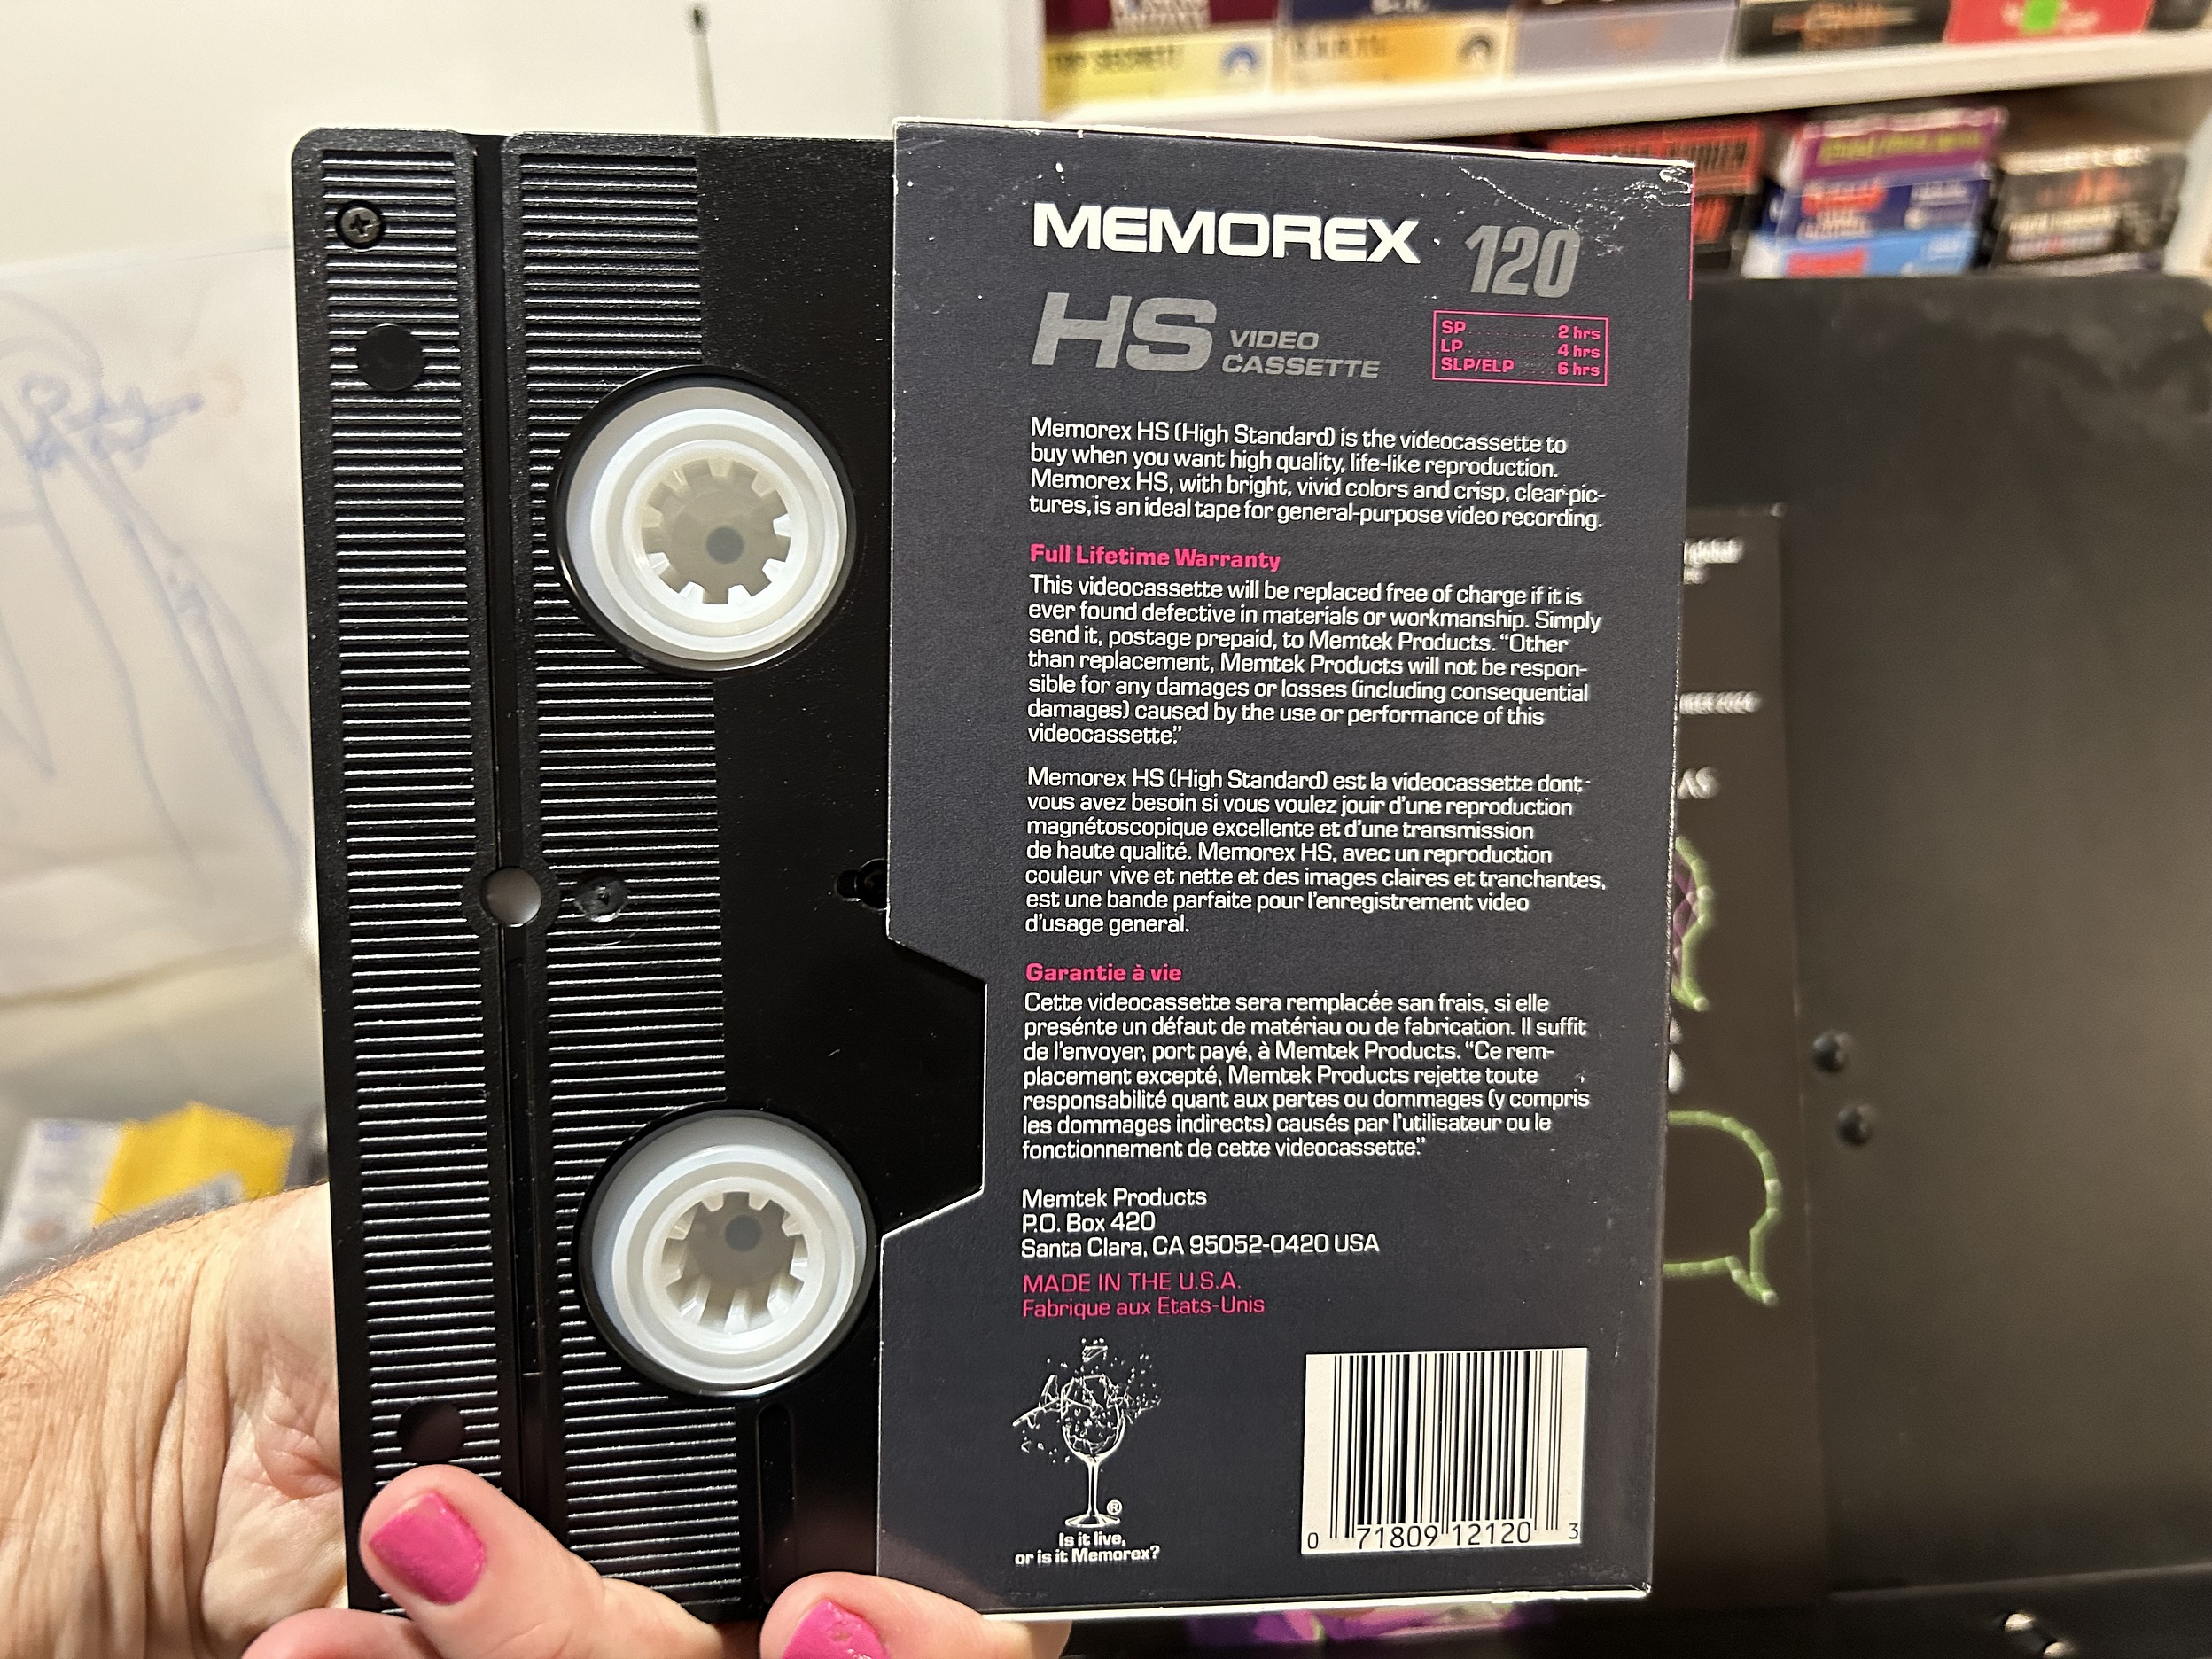 TOP SECRET!
MEMOREX 120
HS VIDEO
CASSETTE
SP 2 hrs
LP 4 hrs
SLP/ELP 6 hrs
Memorex HS (High Standard) is the videocassette to
buy when you want high quality, life-like reproduction.
Memorex HS, with bright, vivid colors and crisp, clear pic-
tures, is an ideal tape for general-purpose video recording.
Full Lifetime Warranty
This videocassette will be replaced free of charge if it is
ever found defective in materials or workmanship. Simply
send it, postage prepaid, to Memtek Products. “Other
than replacement, Memtek Products will not be respon-
sible for any damages or losses (including consequential
damages) caused by the use or performance of this
videocassette.”
Memorex HS (High Standard) est la videocassette dont
vous avez besoin si vous voulez jouir d’une reproduction
magnétoscopique excellente et d’une transmission
de haute qualité. Memorex HS, avec un reproduction
couleur vive et nette et des images claires et tranchantes,
est une bande parfaite pour l’enregistrement video
d’usage general.
Garantie à vie
Cette videocassette sera remplacée san frais, si elle
presénte un défaut de matériau ou de fabrication. Il suffit
de l’envoyer, port payé, à Memtek Products. “Ce rem-
placement excepté, Memtek Products rejette toute
responsabilité quant aux pertes ou dommages (y compris
les dommages indirects) causés par l’utilisateur ou le
fonctionnement de cette videocassette.”
Memtek Products
P.O. Box 420
Santa Clara, CA 95052-0420 USA
MADE IN THE U.S.A.
Fabrique aux Etats-Unis
®
Is it live,
or is it Memorex?
0 71809 12120 3